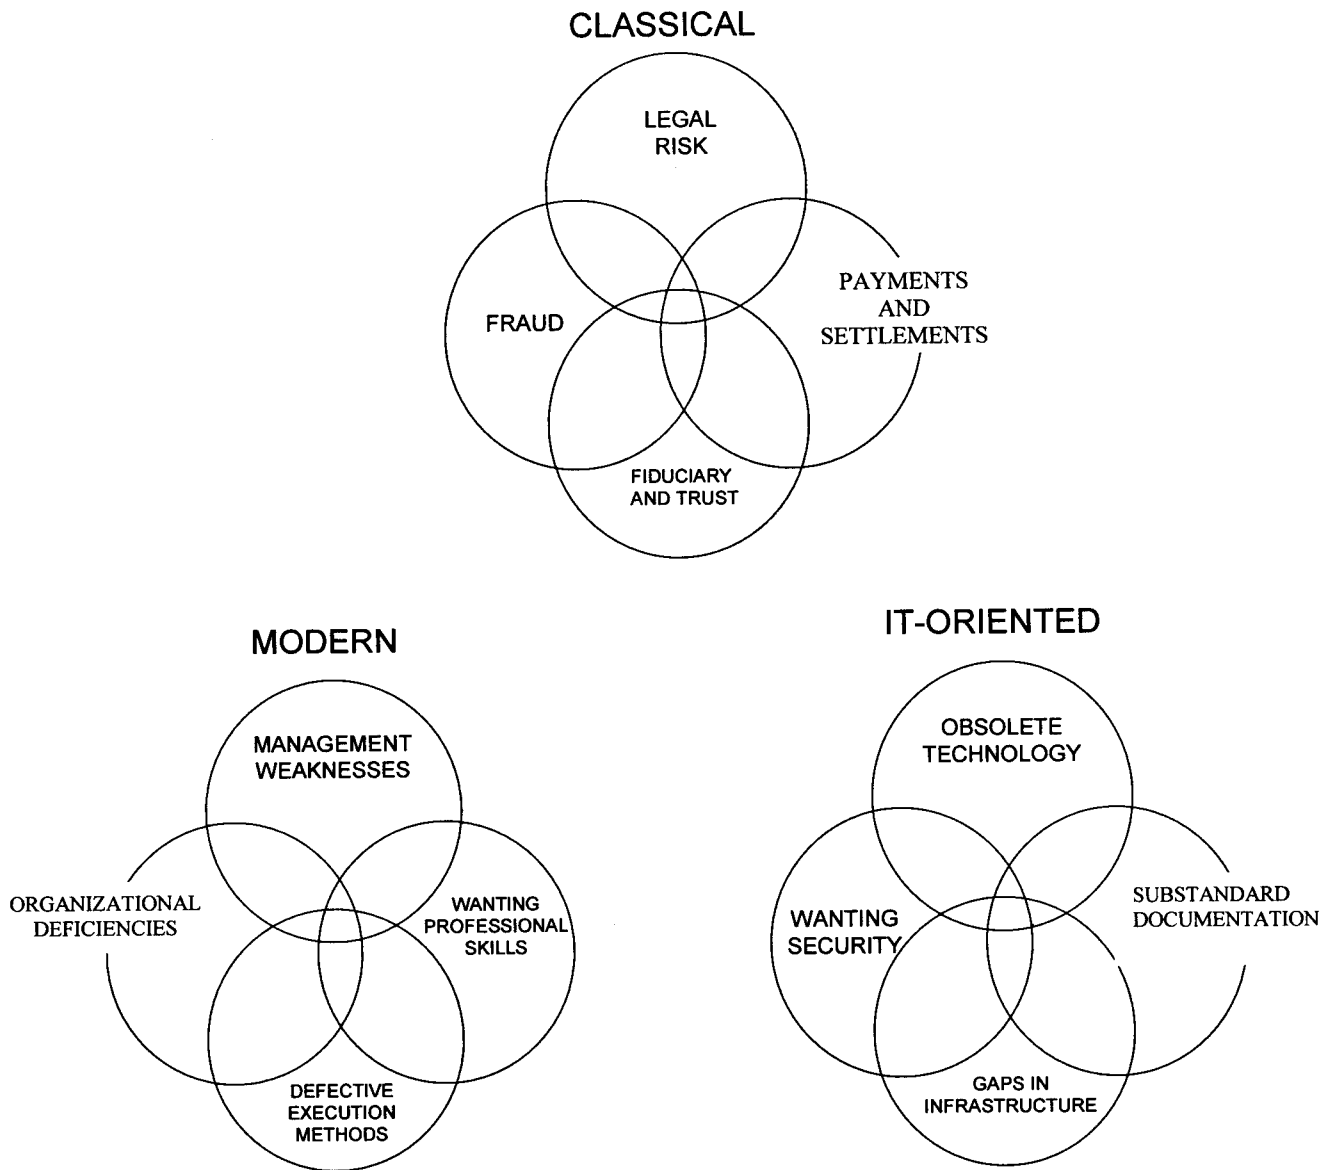 CLASSICAL
LEGAL
RISK
FRAUD
PAYMENTS
AND
SETTLEMENTS
FIDUCIARY
AND TRUST
MODERN
MANAGEMENT
WEAKNESSES
ORGANIZATIONAL
DEFICIENCIES
WANTING
PROFESSIONAL
SKILLS
DEFECTIVE
EXECUTION
METHODS
IT-ORIENTED
OBSOLETE
TECHNOLOGY
WANTING
SECURITY
SUBSTANDARD
DOCUMENTATION
GAPS IN
INFRASTRUCTURE